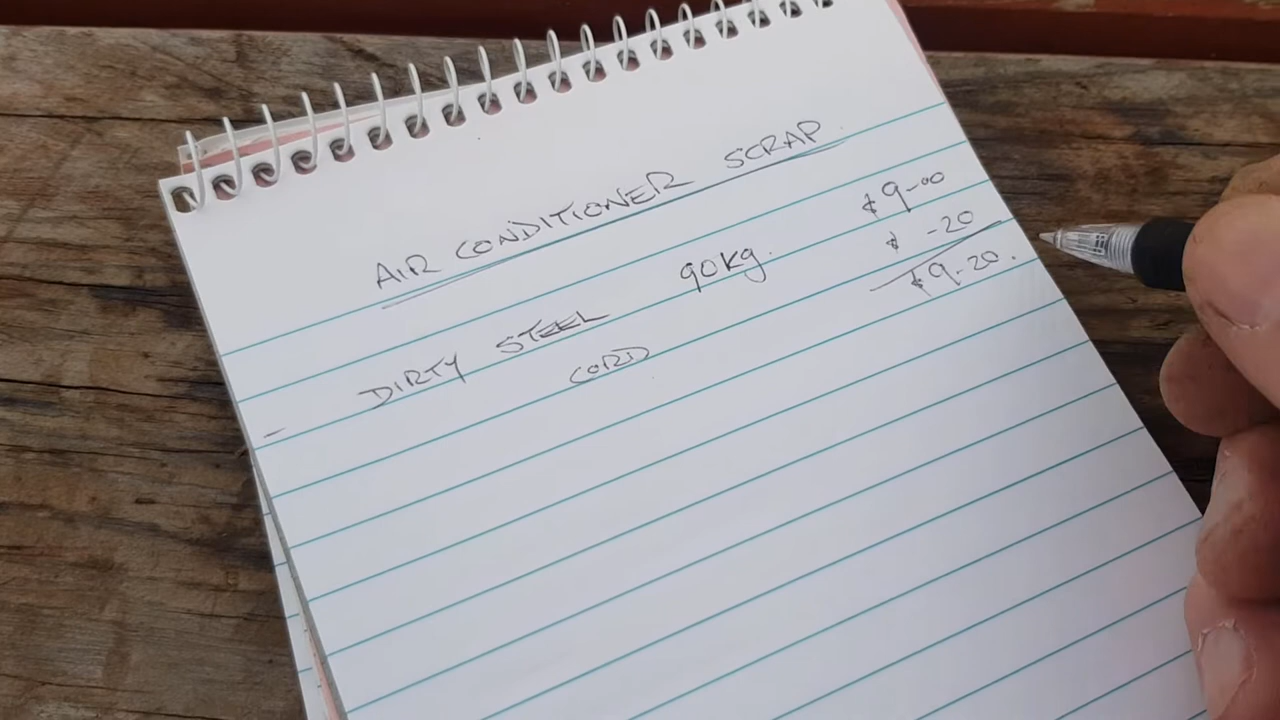 AIR CONDITIONER SCRAP
DIRTY STEEL 90Kg. $9-00
CORD $ -20
$9-20.